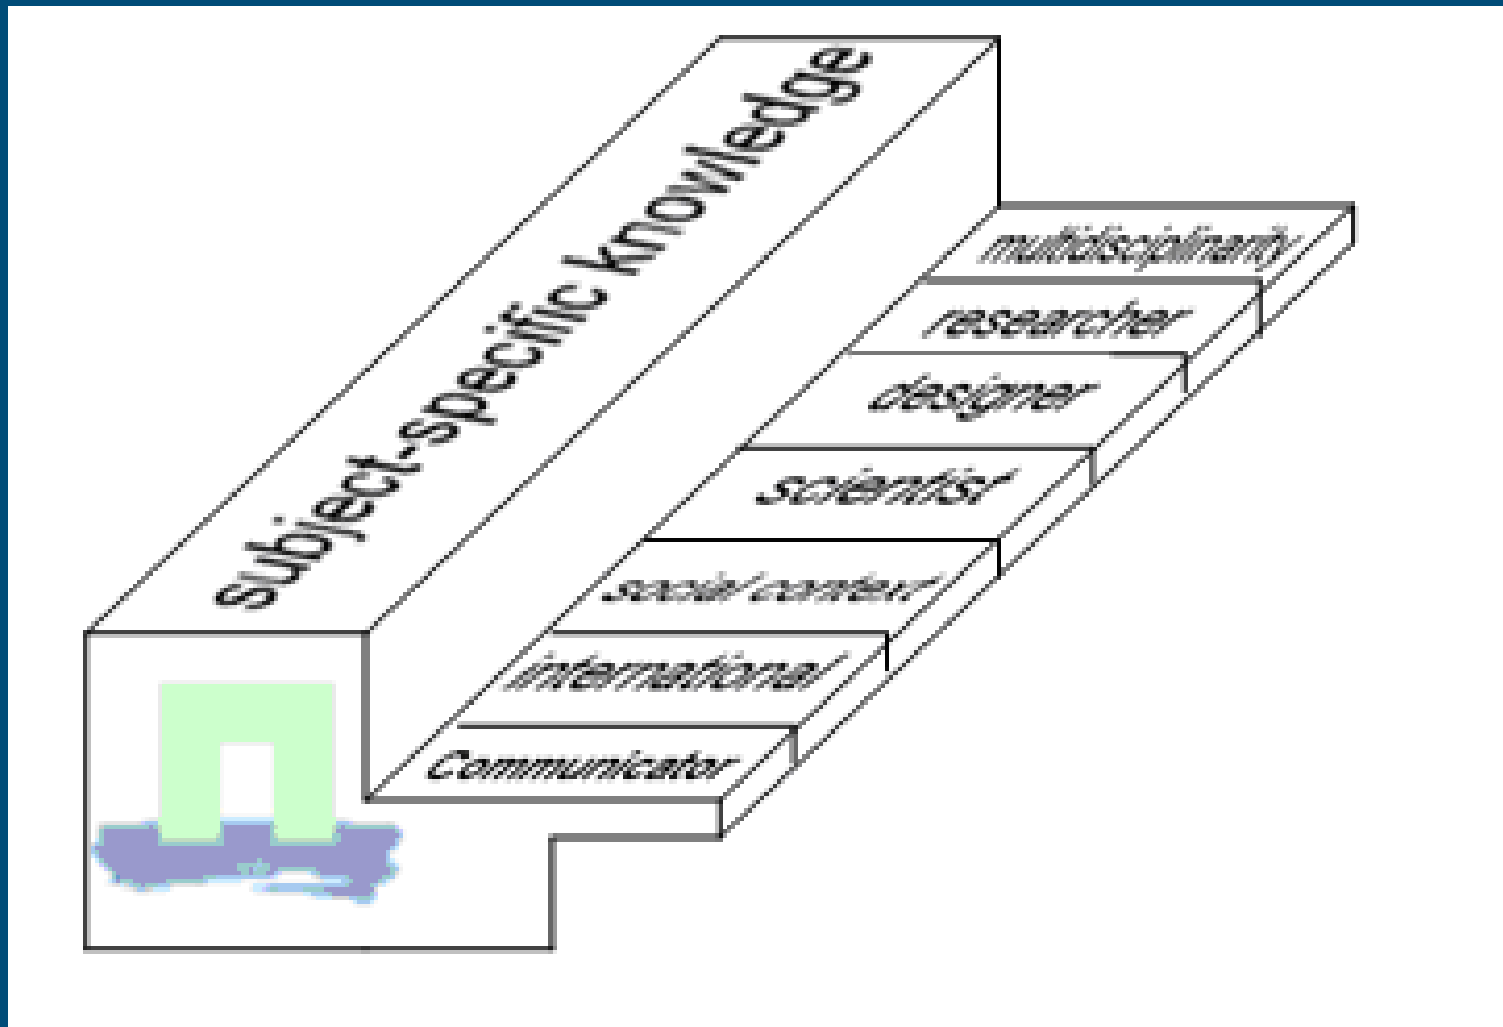 subject-specific knowledge
multidisciplinarity
researcher
designer
scientist
social context
international
Communicator